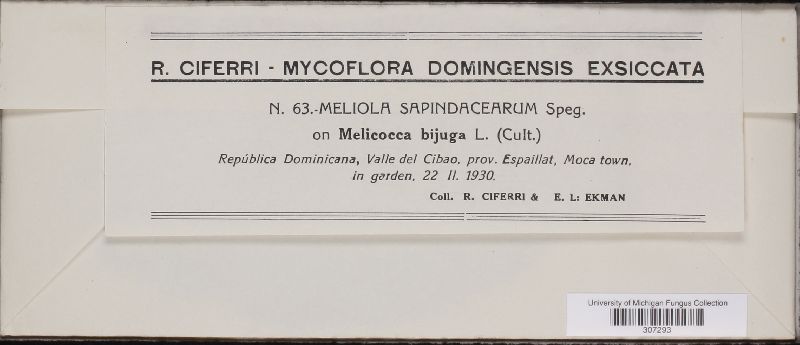 R. CIFERRI - MYCOFLORA DOMINGENSIS EXSICCATA
N. 63.-MELIOLA SAPINDACEARUM Speg.
on Melicocca bijuga L. (Cult.)
República Dominicana, Valle del Cibao, prov. Espaillat, Moca town,
in garden, 22 II. 1930.
Coll. R. CIFERRI & E. L: EKMAN
University of Michigan Fungus Collection
307293